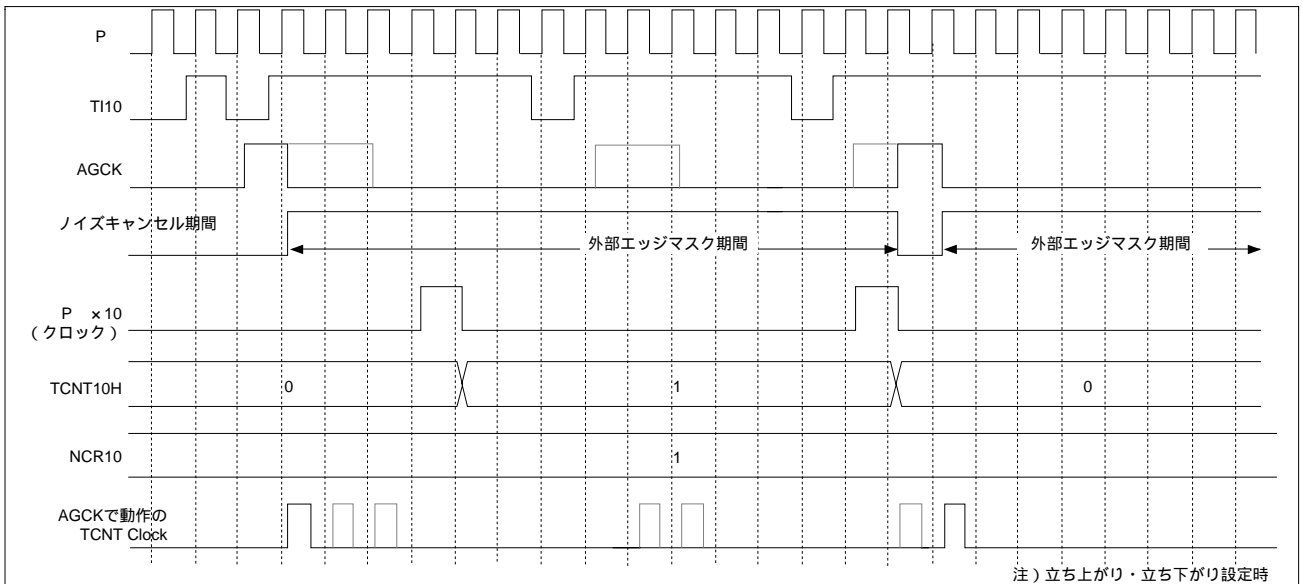 P
TI10
AGCK
ノイズキャンセル期間
外部エッジマスク期間
外部エッジマスク期間
P ×10
(クロック)
TCNT10H
0
1
0
NCR10
1
AGCKで動作の
TCNT Clock
注)立ち上がり・立ち下がり設定時